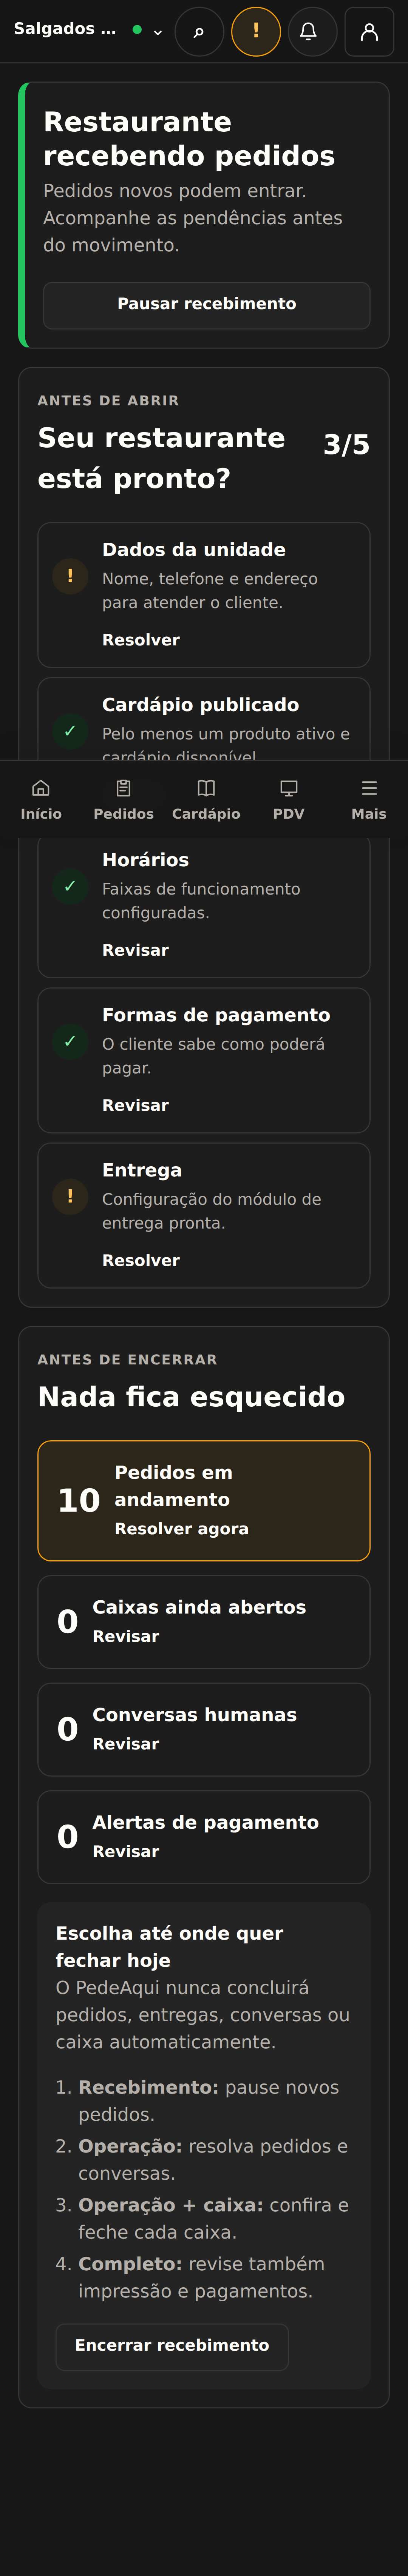 Salgados ...
!
Restaurante
recebendo pedidos
Pedidos novos podem entrar.
Acompanhe as pendências antes
do movimento.
Pausar recebimento
ANTES DE ABRIR
Seu restaurante
está pronto?
3/5
!
Dados da unidade
Nome, telefone e endereço
para atender o cliente.
Resolver
✓
Cardápio publicado
Pelo menos um produto ativo e
cardápio disponível
Início
Pedidos
Cardápio
PDV
Mais
✓
Horários
Faixas de funcionamento
configuradas.
Revisar
✓
Formas de pagamento
O cliente sabe como poderá
pagar.
Revisar
!
Entrega
Configuração do módulo de
entrega pronta.
Resolver
ANTES DE ENCERRAR
Nada fica esquecido
10
Pedidos em
andamento
Resolver agora
0
Caixas ainda abertos
Revisar
0
Conversas humanas
Revisar
0
Alertas de pagamento
Revisar
Escolha até onde quer
fechar hoje
O PedeAqui nunca concluirá
pedidos, entregas, conversas ou
caixa automaticamente.
1. Recebimento: pause novos
pedidos.
2. Operação: resolva pedidos e
conversas.
3. Operação + caixa: confira e
feche cada caixa.
4. Completo: revise também
impressão e pagamentos.
Encerrar recebimento